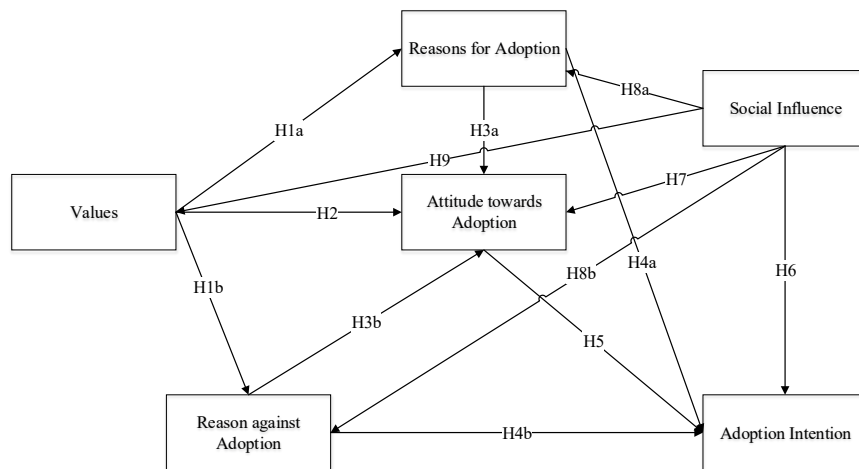 Reasons for Adoption
H8a
Social Influence
H1a
H3a
H9
H7
Values
H2
Attitude towards
Adoption
H4a
H8b
H6
H1b
H3b
H5
Reason against
Adoption
H4b
Adoption Intention